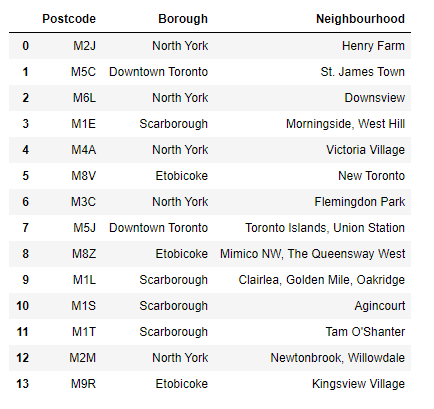 Postcode Borough Neighbourhood
0 M2J North York Henry Farm
1 M5C Downtown Toronto St. James Town
2 M6L North York Downsview
3 M1E Scarborough Morningside, West Hill
4 M4A North York Victoria Village
5 M8V Etobicoke New Toronto
6 M3C North York Flemingdon Park
7 M5J Downtown Toronto Toronto Islands, Union Station
8 M8Z Etobicoke Mimico NW, The Queensway West
9 M1L Scarborough Clairlea, Golden Mile, Oakridge
10 M1S Scarborough Agincourt
11 M1T Scarborough Tam O'Shanter
12 M2M North York Newtonbrook, Willowdale
13 M9R Etobicoke Kingsview Village